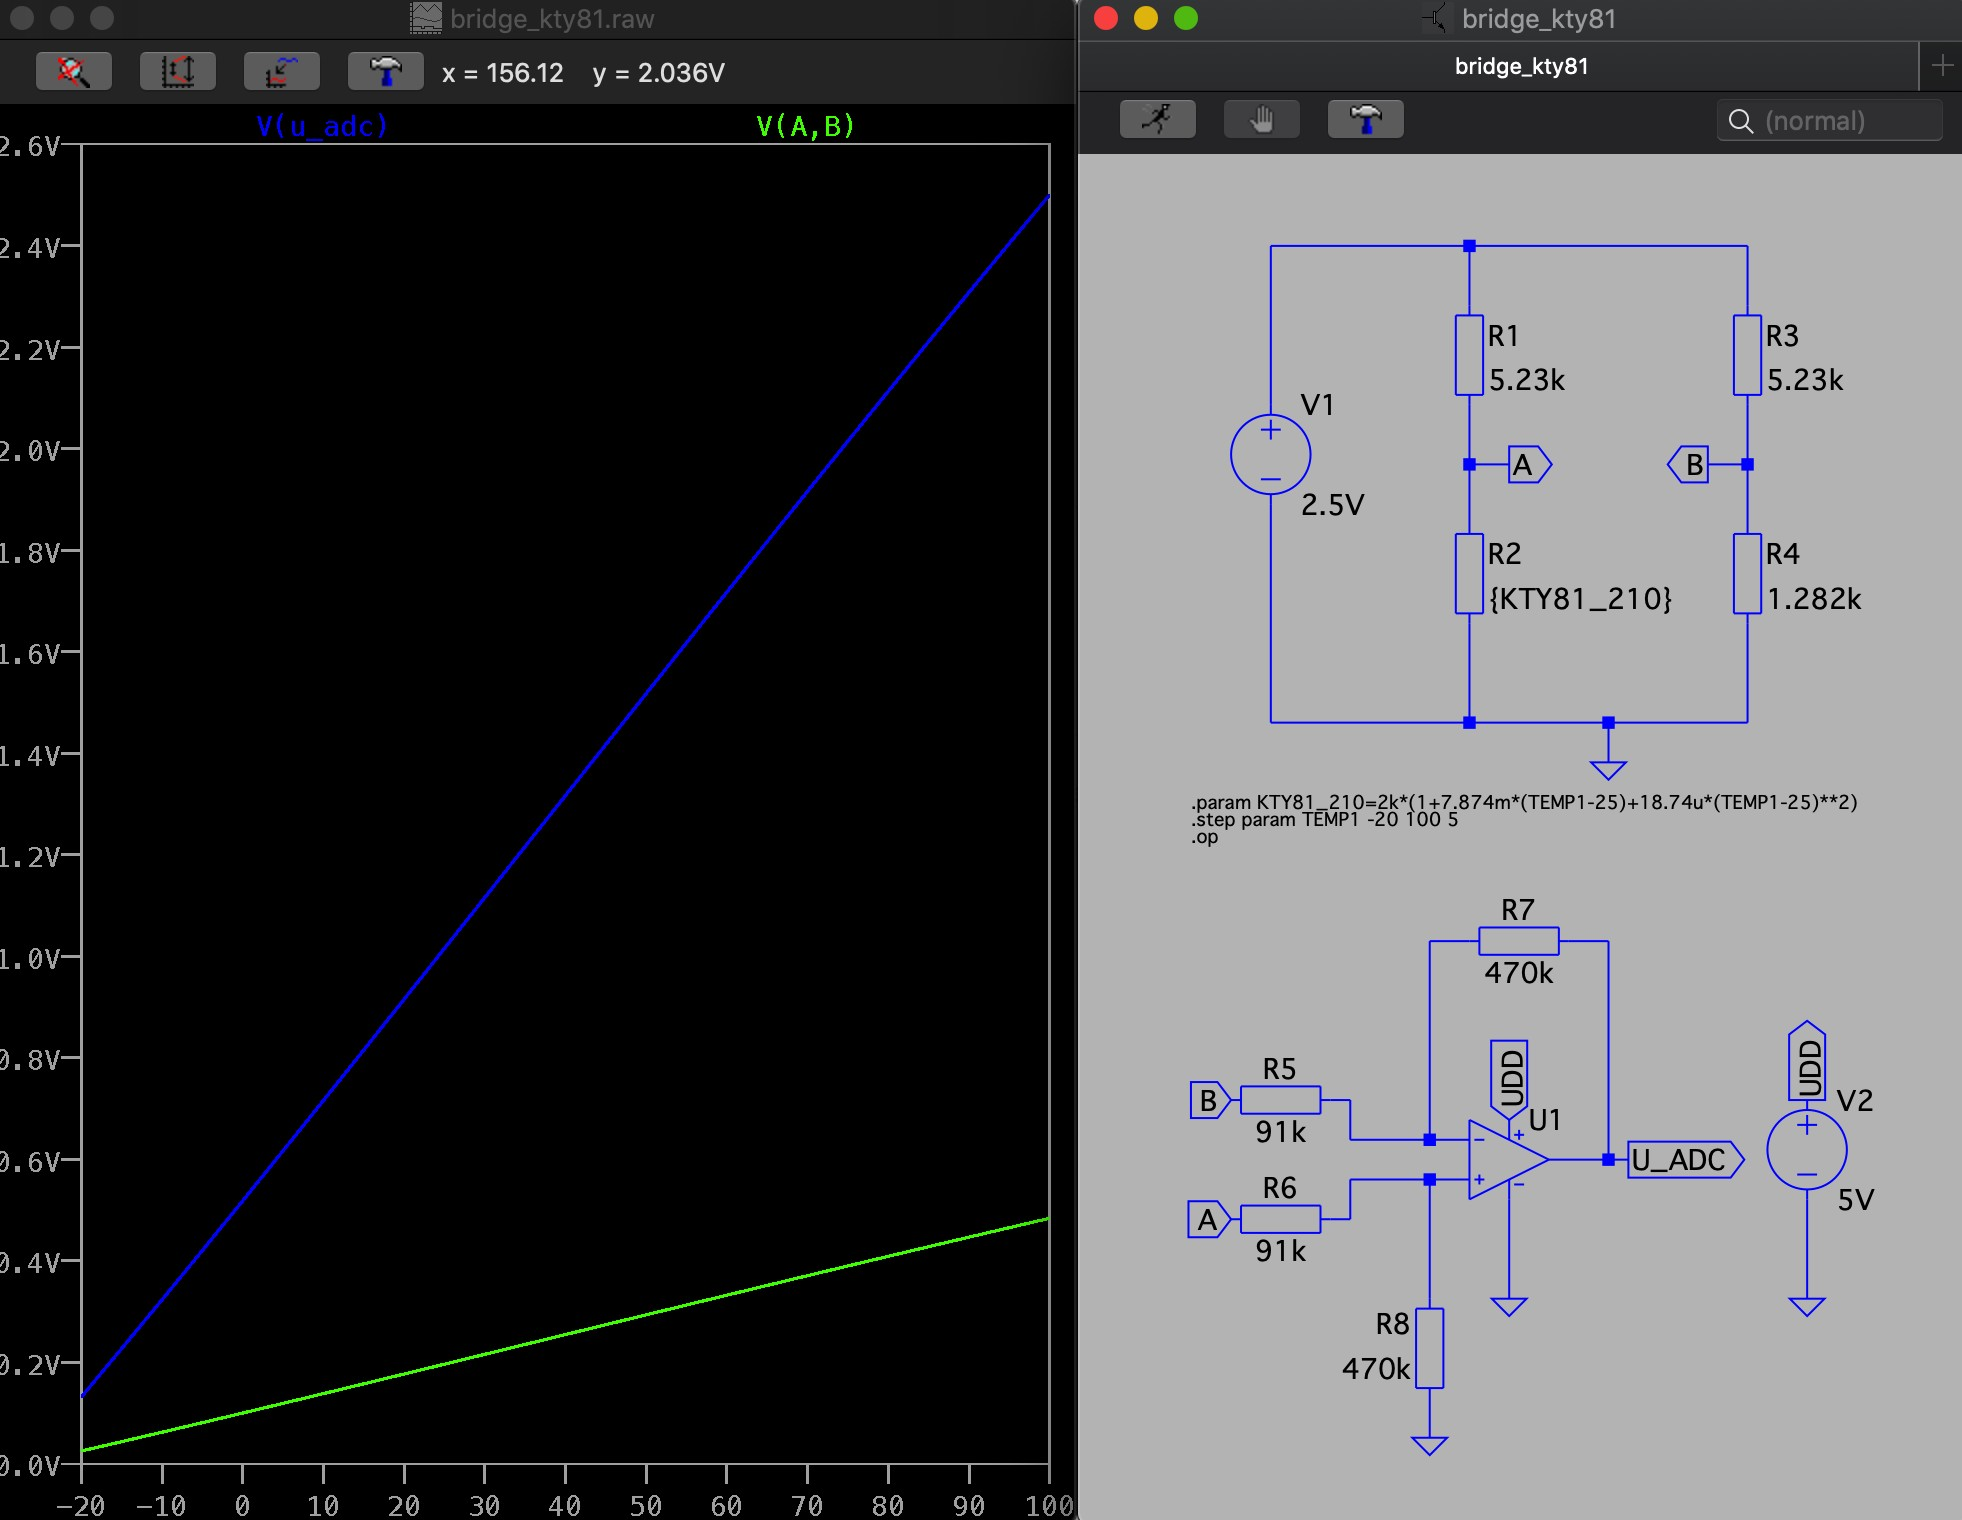 bridge_kty81.raw
x = 156.12 y = 2.036V
V(u_adc) V(A,B)
2.6V
2.4V
2.2V
2.0V
1.8V
1.6V
1.4V
1.2V
1.0V
0.8V
0.6V
0.4V
0.2V
0.0V
-20 -10 0 10 20 30 40 50 60 70 80 90 100
bridge_kty81
bridge_kty81
(normal)
R1
5.23k
R3
5.23k
V1
2.5V
A
B
R2
{KTY81_210}
R4
1.282k
.param KTY81_210=2k*(1+7.874m*(TEMP1-25)+18.74u*(TEMP1-25)**2)
.step param TEMP1 -20 100 5
.op
R7
470k
B
R5
91k
UDD
U1
A
R6
91k
U_ADC
UDD
V2
5V
R8
470k